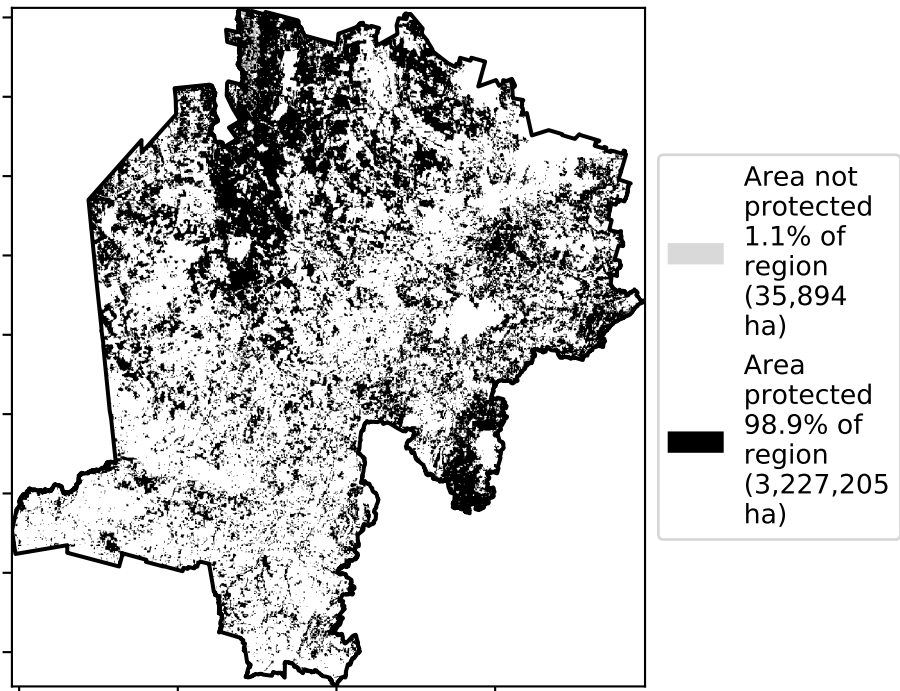 Area not
protected
1.1% of
region
(35,894
ha)
Area
protected
98.9% of
region
(3,227,205
ha)